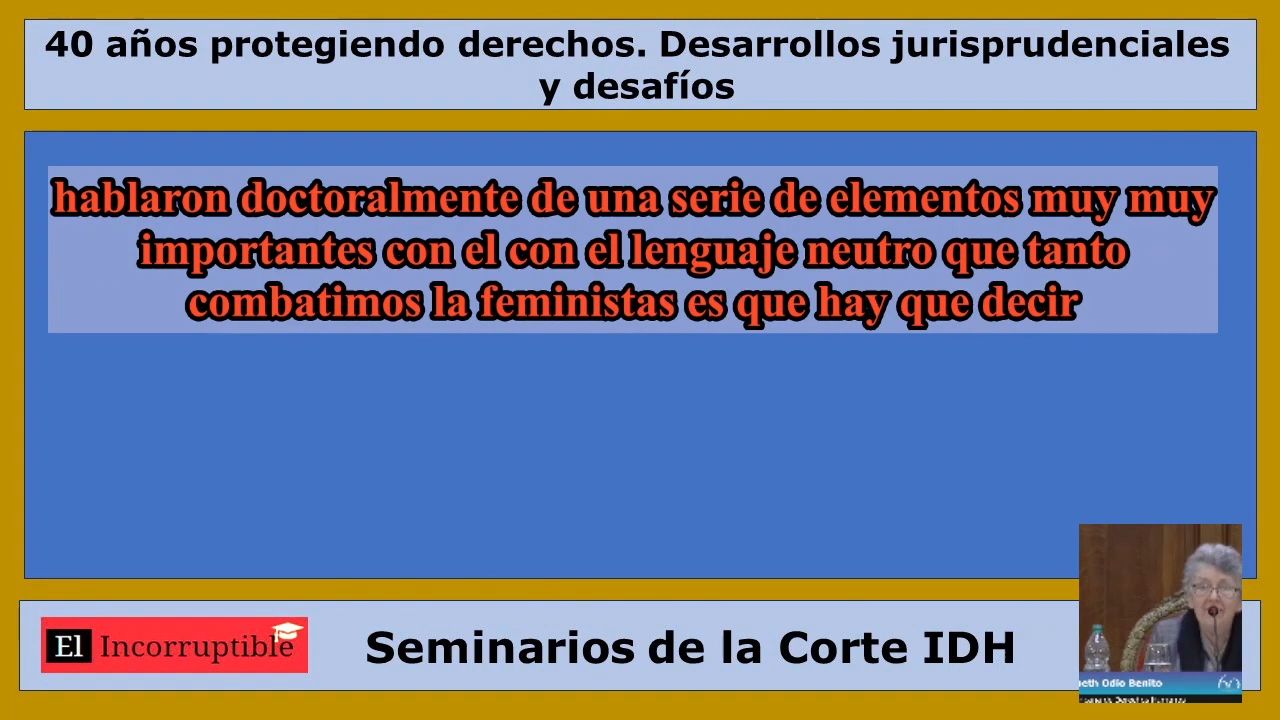 40 años protegiendo derechos. Desarrollos jurisprudenciales
y desafíos
hablaron doctoralmente de una serie de elementos muy muy
importantes con el con el lenguaje neutro que tanto
combatimos la feministas es que hay que decir
El Incorruptible
Seminarios de la Corte IDH
beth Odio Benito